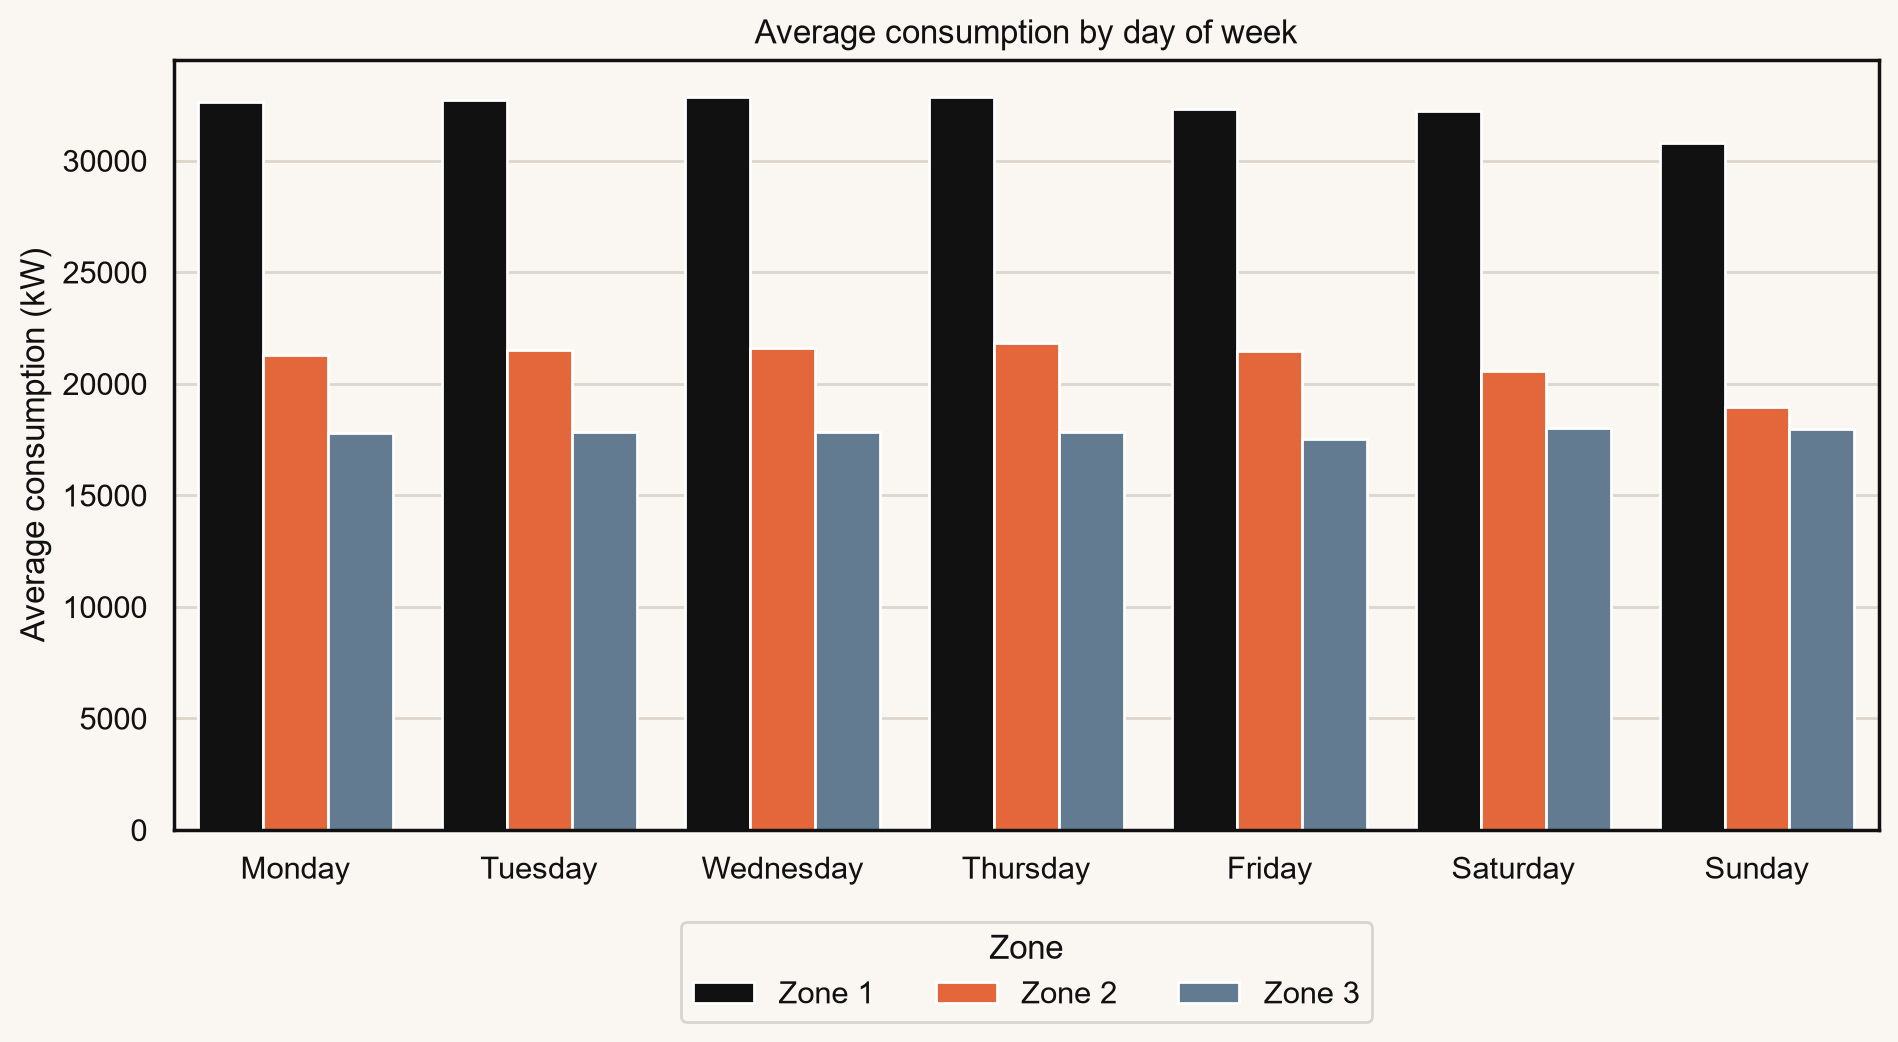 Average consumption by day of week
Average consumption (kW)
30000
25000
20000
15000
10000
5000
0
Monday Tuesday Wednesday Thursday Friday Saturday Sunday
Zone
Zone 1 Zone 2 Zone 3